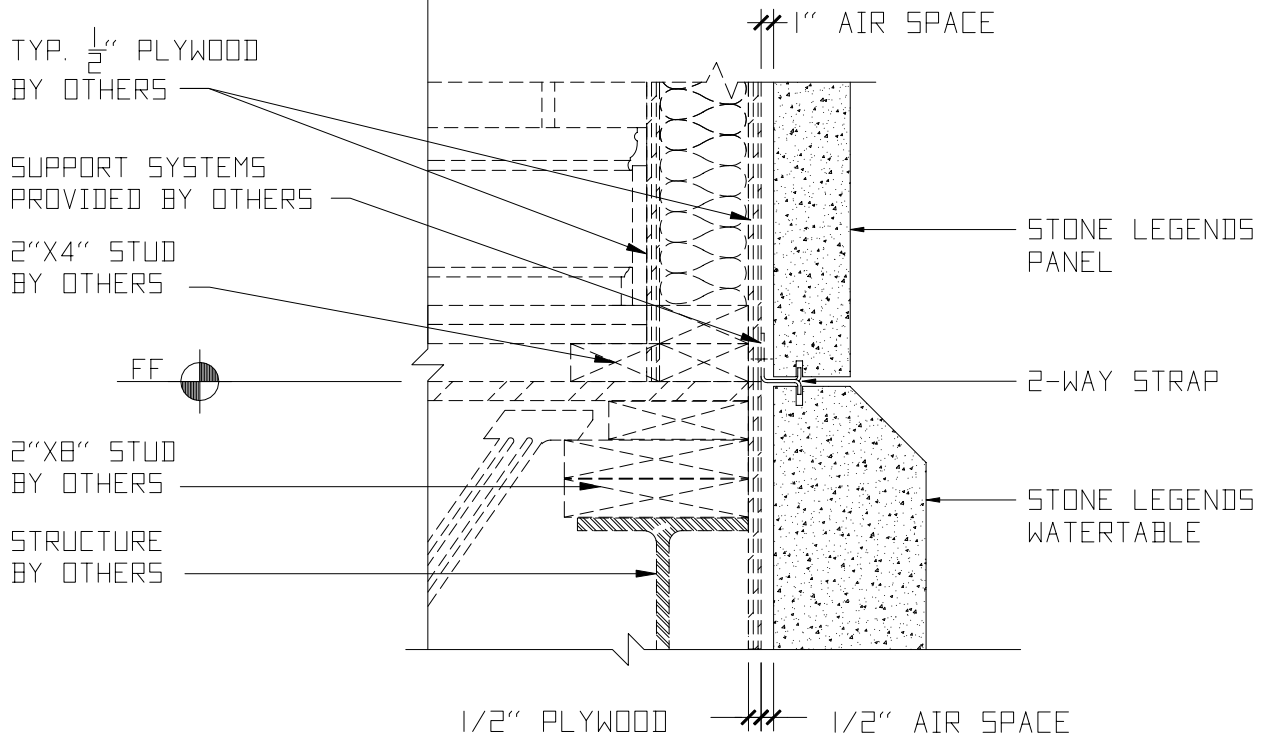 1" AIR SPACE
TYP. 1/2" PLYWOOD
BY OTHERS
SUPPORT SYSTEMS
PROVIDED BY OTHERS
2"X4" STUD
BY OTHERS
FF
2"X8" STUD
BY OTHERS
STRUCTURE
BY OTHERS
STONE LEGENDS
PANEL
2-WAY STRAP
STONE LEGENDS
WATERTABLE
1/2" PLYWOOD
1/2" AIR SPACE